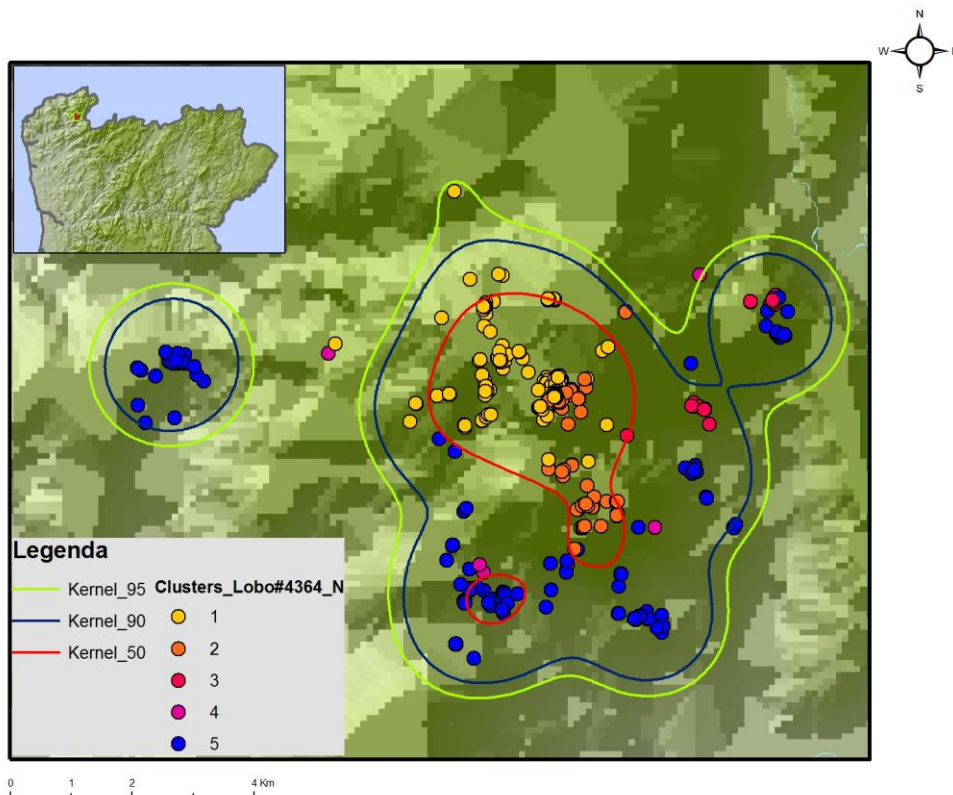 N
W
E
S
Legenda
Kernel_95
Kernel_90
Kernel_50
Clusters_Lobo#4364_N
1
2
3
4
5
0 1 2 4 Km